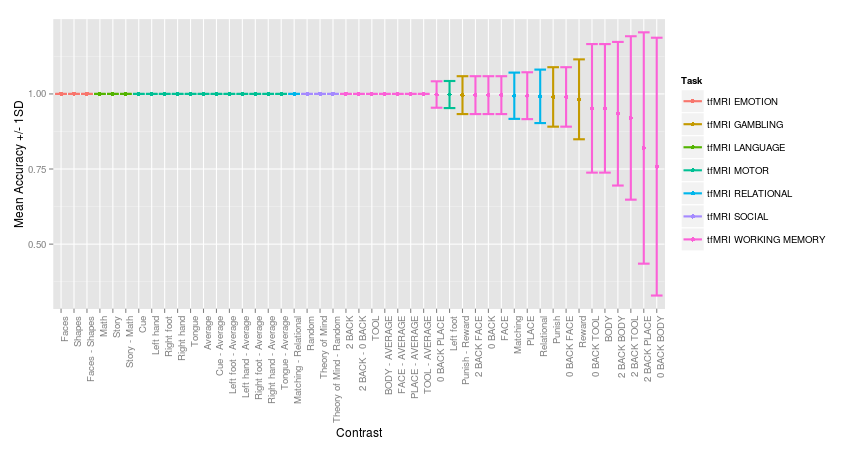 Mean Accuracy +/- 1SD
1.00
0.75
0.50
Faces
Shapes
Faces - Shapes
Math
Story
Story - Math
Cue
Left hand
Right foot
Right hand
Tongue
Average
Cue - Average
Left foot - Average
Left hand - Average
Right foot - Average
Right hand - Average
Tongue - Average
Matching - Relational
Random
Theory of Mind
Theory of Mind - Random
2 BACK
2 BACK - 0 BACK
TOOL
BODY - AVERAGE
FACE - AVERAGE
PLACE - AVERAGE
TOOL - AVERAGE
0 BACK PLACE
Left foot
Punish - Reward
2 BACK FACE
0 BACK
FACE
Matching
PLACE
Relational
Punish
0 BACK FACE
Reward
0 BACK TOOL
BODY
2 BACK BODY
2 BACK TOOL
2 BACK PLACE
0 BACK BODY
Contrast
Task
tfMRI EMOTION
tfMRI GAMBLING
tfMRI LANGUAGE
tfMRI MOTOR
tfMRI RELATIONAL
tfMRI SOCIAL
tfMRI WORKING MEMORY